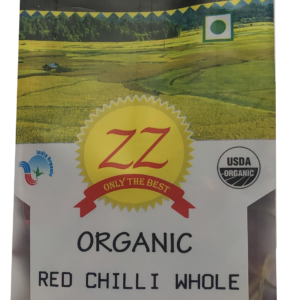 ZZ
ONLY THE BEST
USDA
ORGANIC
ORGANIC
RED CHILLI WHOLE